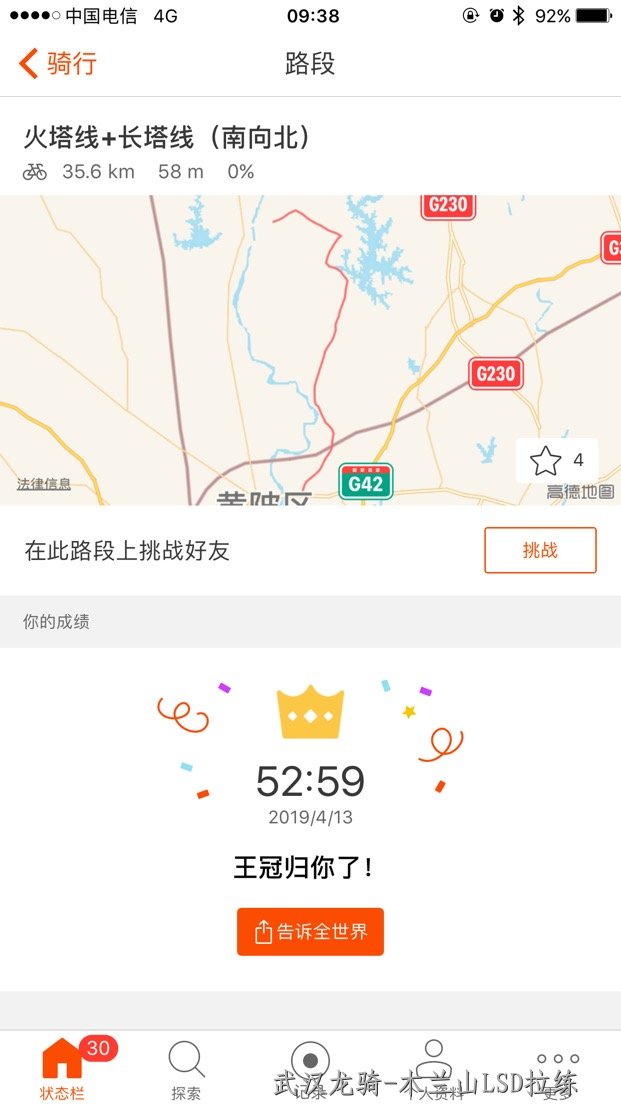 中国电信 4G 09:38 92%
骑行 路段
火塔线+长塔线（南向北）
35.6 km 58 m 0%
G230
G230
G42
4
法律信息
高德地图
黄陂区
在此路段上挑战好友 挑战
你的成绩
52:59
2019/4/13
王冠归你了！
告诉全世界
30
状态栏 探索 记录 个人资料 更多
武汉龙骑-木兰山LSD拉练